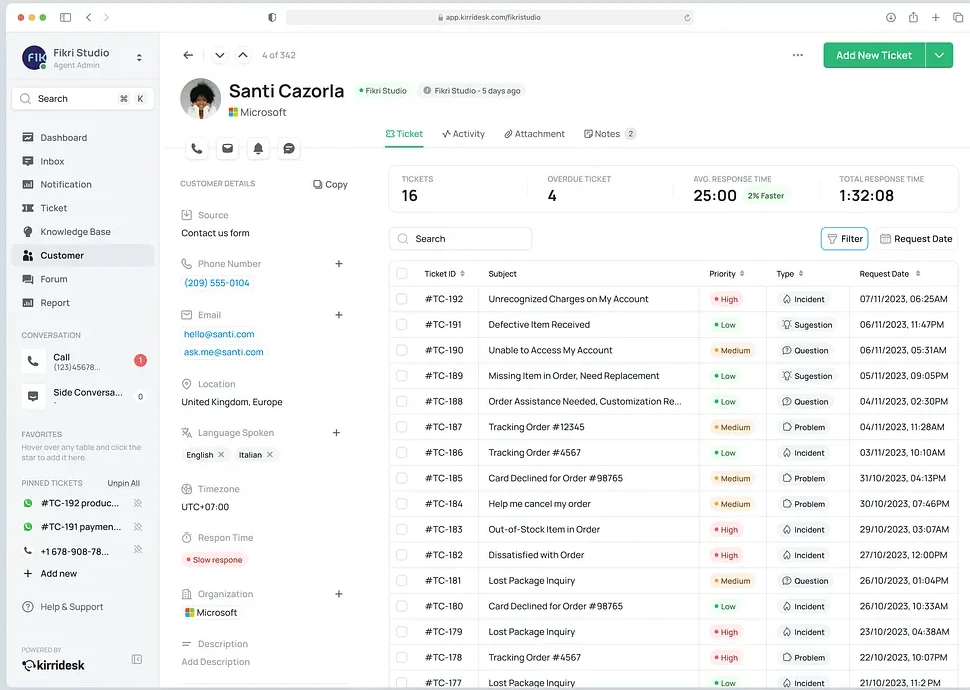 app.kirridesk.com/fikristudio
FIK
Fikri Studio
Agent Admin
Search
⌘ K
Dashboard
Inbox
Notification
Ticket
Knowledge Base
Customer
Forum
Report
CONVERSATION
Call
(123)45678...
1
Side Conversa...
-
0
FAVORITES
Hover over any table and click the
star to add it here.
PINNED TICKETS
Unpin All
#TC-192 produc...
#TC-191 paymen...
+1 678-908-78...
+ Add new
Help & Support
POWERED BY
kirridesk
4 of 342
Add New Ticket
Santi Cazorla
Fikri Studio
Fikri Studio - 5 days ago
Microsoft
CUSTOMER DETAILS
Copy
Source
Contact us form
Phone Number
(209) 555-0104
Email
hello@santi.com
ask.me@santi.com
Location
United Kingdom, Europe
Language Spoken
English
Italian
Timezone
UTC+07:00
Respon Time
Slow respone
Organization
Microsoft
Description
Add Description
Ticket
Activity
Attachment
Notes 2
TICKETS
16
OVERDUE TICKET
4
AVG. RESPONSE TIME
25:00 2% Faster
TOTAL RESPONSE TIME
1:32:08
Search
Filter
Request Date
Ticket ID Subject Priority Type Request Date
#TC-192 Unrecognized Charges on My Account High Incident 07/11/2023, 06:25AM
#TC-191 Defective Item Received Low Sugestion 06/11/2023, 11:47PM
#TC-190 Unable to Access My Account Medium Question 06/11/2023, 05:31AM
#TC-189 Missing Item in Order, Need Replacement Low Sugestion 05/11/2023, 09:05PM
#TC-188 Order Assistance Needed, Customization Re... Low Question 04/11/2023, 02:30PM
#TC-187 Tracking Order #12345 Medium Problem 04/11/2023, 11:28AM
#TC-186 Tracking Order #4567 Low Incident 03/11/2023, 10:10AM
#TC-185 Card Declined for Order #98765 Medium Problem 31/10/2023, 04:13PM
#TC-184 Help me cancel my order Medium Problem 30/10/2023, 07:46PM
#TC-183 Out-of-Stock Item in Order High Incident 29/10/2023, 03:07AM
#TC-182 Dissatisfied with Order High Incident 27/10/2023, 12:00PM
#TC-181 Lost Package Inquiry Medium Question 26/10/2023, 01:04PM
#TC-180 Card Declined for Order #98765 Low Incident 26/10/2023, 10:33AM
#TC-179 Lost Package Inquiry High Incident 23/10/2023, 04:38AM
#TC-178 Tracking Order #4567 High Problem 22/10/2023, 10:07PM
#TC-177 Lost Package Inquiry Low Incident 21/10/2023, 11:2 PM